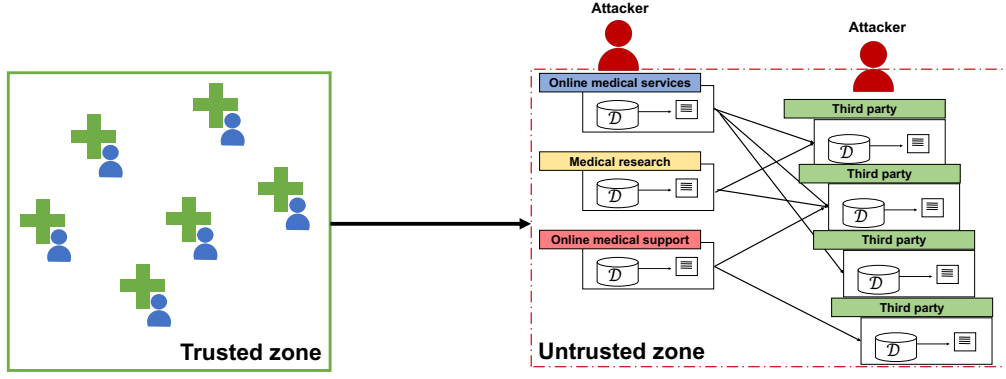 Attacker
Attacker
Online medical services
𝒟
Third party
𝒟
Medical research
𝒟
Third party
𝒟
Online medical support
𝒟
Third party
𝒟
Third party
𝒟
Trusted zone
Untrusted zone